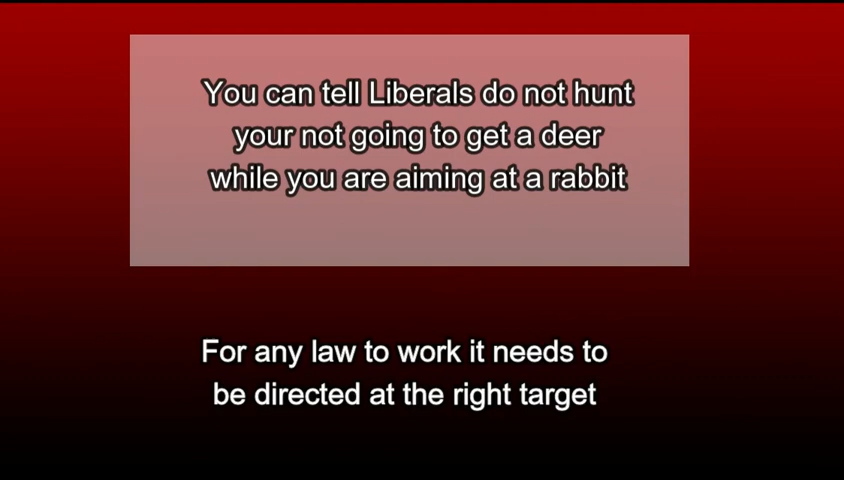 You can tell Liberals do not hunt
your not going to get a deer
while you are aiming at a rabbit
For any law to work it needs to
be directed at the right target